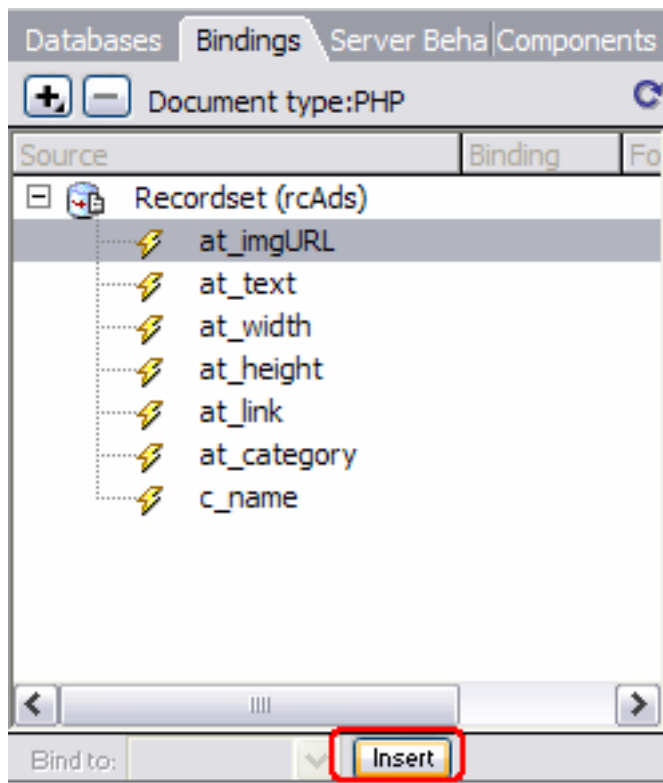 Databases Bindings Server Beha Components
Document type:PHP
Source Binding Fo
Recordset (rcAds)
at_imgURL
at_text
at_width
at_height
at_link
at_category
c_name
Bind to: Insert